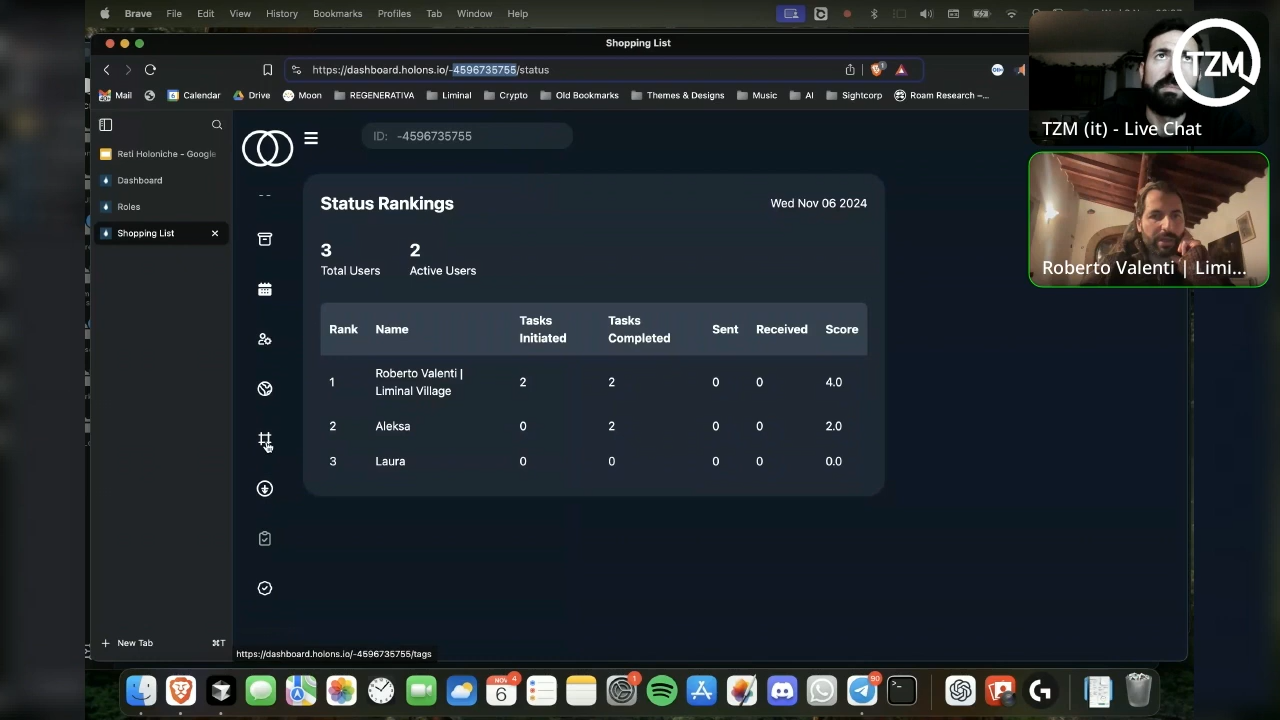 Brave File Edit View History Bookmarks Profiles Tab Window Help
Shopping List
https://dashboard.holons.io/-4596735755/status
Mail Calendar Drive Moon REGENERATIVA Liminal Crypto Old Bookmarks Themes & Designs Music AI Sightcorp Roam Research –...
TZM
TZM (it) - Live Chat
Roberto Valenti | Limi...
Reti Holoniche - Google
Dashboard
Roles
Shopping List
New Tab ⌘T
ID: -4596735755
Status Rankings Wed Nov 06 2024
3 2
Total Users Active Users
Rank Name Tasks Initiated Tasks Completed Sent Received Score
1 Roberto Valenti | Liminal Village 2 2 0 0 4.0
2 Aleksa 0 2 0 0 2.0
3 Laura 0 0 0 0 0.0
https://dashboard.holons.io/-4596735755/tags
NOV 6 4 1 90